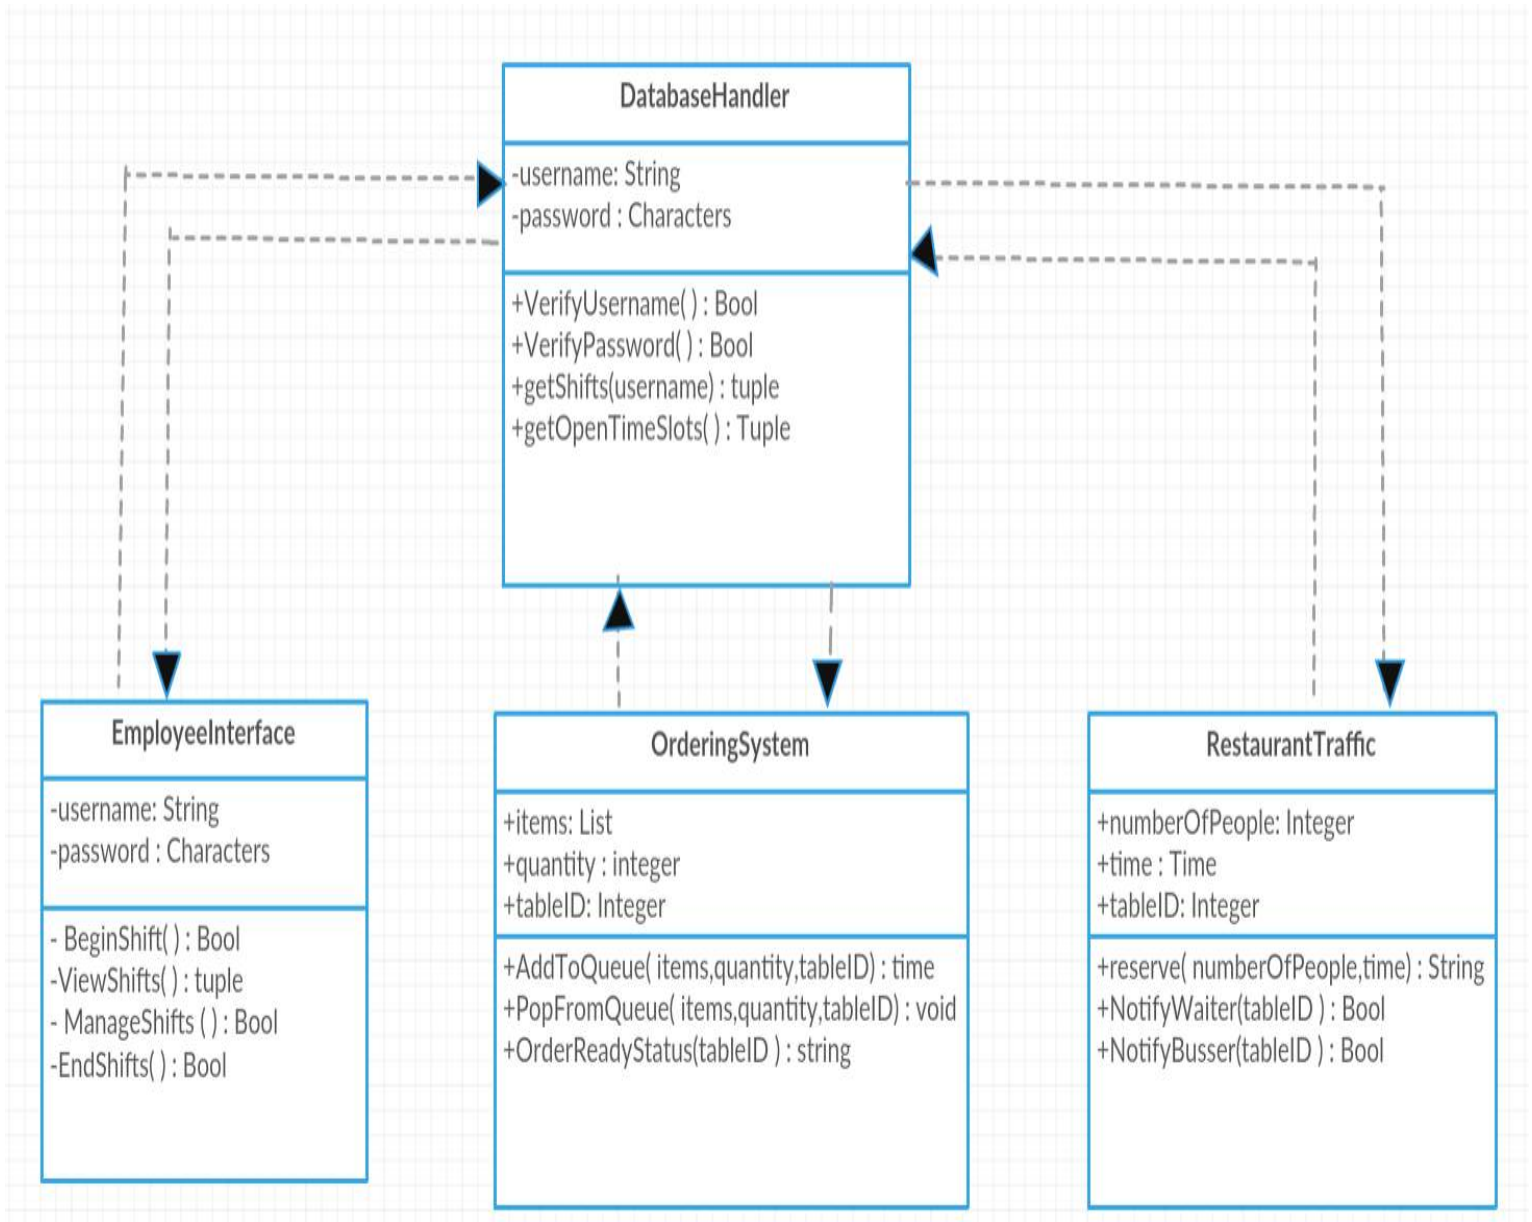 DatabaseHandler
-username: String
-password : Characters
+VerifyUsername( ) : Bool
+VerifyPassword( ) : Bool
+getShifts(username) : tuple
+getOpenTimeSlots( ) : Tuple
EmployeeInterface
-username: String
-password : Characters
- BeginShift( ) : Bool
-ViewShifts( ) : tuple
- ManageShifts ( ) : Bool
-EndShifts( ) : Bool
OrderingSystem
+items: List
+quantity : integer
+tableID: Integer
+AddToQueue( items,quantity,tableID) : time
+PopFromQueue( items,quantity,tableID) : void
+OrderReadyStatus(tableID ) : string
RestaurantTraffic
+numberOfPeople: Integer
+time : Time
+tableID: Integer
+reserve( numberOfPeople,time) : String
+NotifyWaiter(tableID ) : Bool
+NotifyBusser(tableID ) : Bool